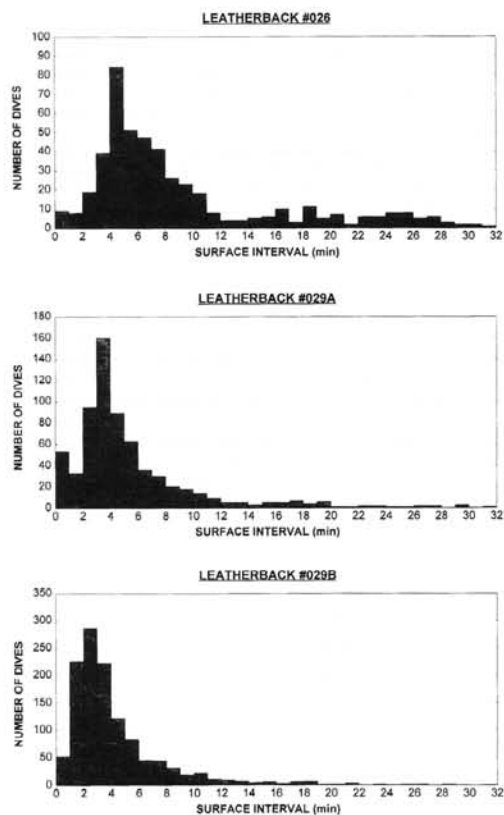 LEATHERBACK #026
100
90
80
70
60
50
40
30
20
10
0
NUMBER OF DIVES
0 2 4 6 8 10 12 14 16 18 20 22 24 26 28 30 32
SURFACE INTERVAL (min)
LEATHERBACK #029A
180
160
140
120
100
80
60
40
20
0
NUMBER OF DIVES
0 2 4 6 8 10 12 14 16 18 20 22 24 26 28 30 32
SURFACE INTERVAL (min)
LEATHERBACK #029B
350
300
250
200
150
100
50
0
NUMBER OF DIVES
0 2 4 6 8 10 12 14 16 18 20 22 24 26 28 30 32
SURFACE INTERVAL (min)